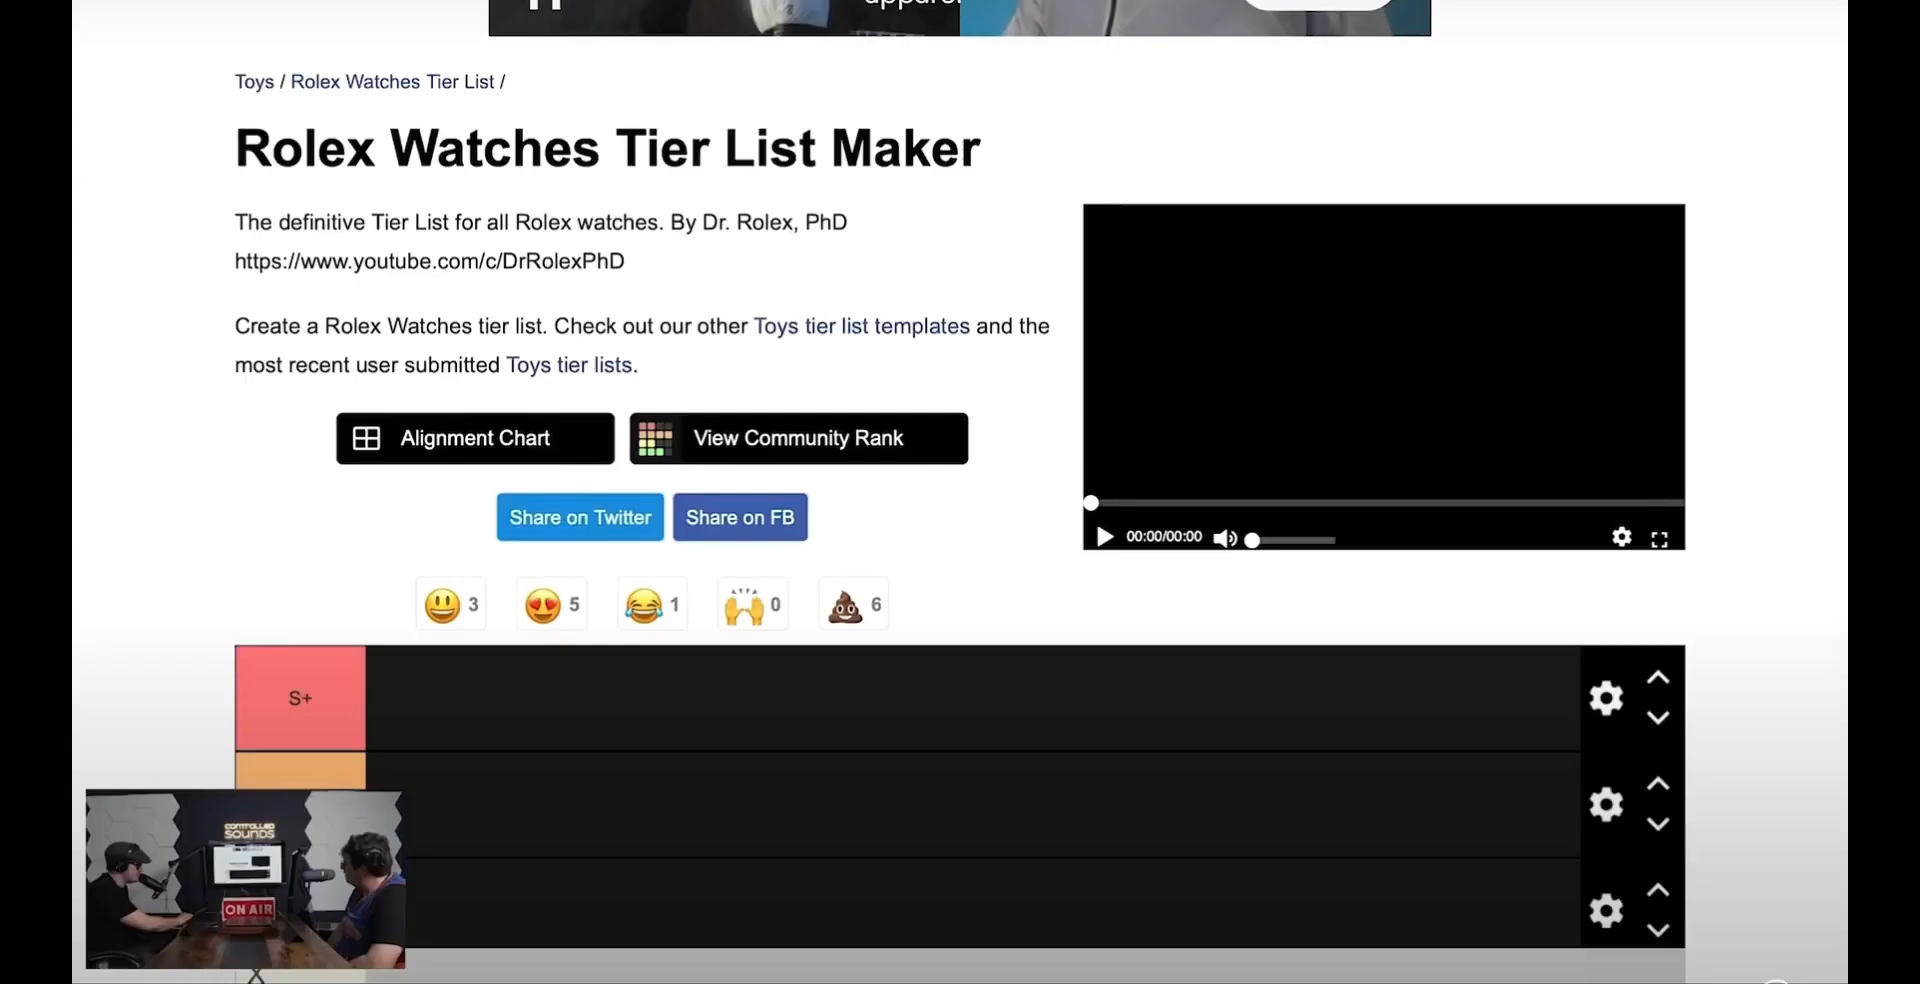 Toys / Rolex Watches Tier List /
Rolex Watches Tier List Maker
The definitive Tier List for all Rolex watches. By Dr. Rolex, PhD
https://www.youtube.com/c/DrRolexPhD
Create a Rolex Watches tier list. Check out our other Toys tier list templates and the
most recent user submitted Toys tier lists.
Alignment Chart
View Community Rank
Share on Twitter
Share on FB
00:00/00:00
3
5
1
0
6
S+
CONTROLLED
SOUNDS
ON AIR